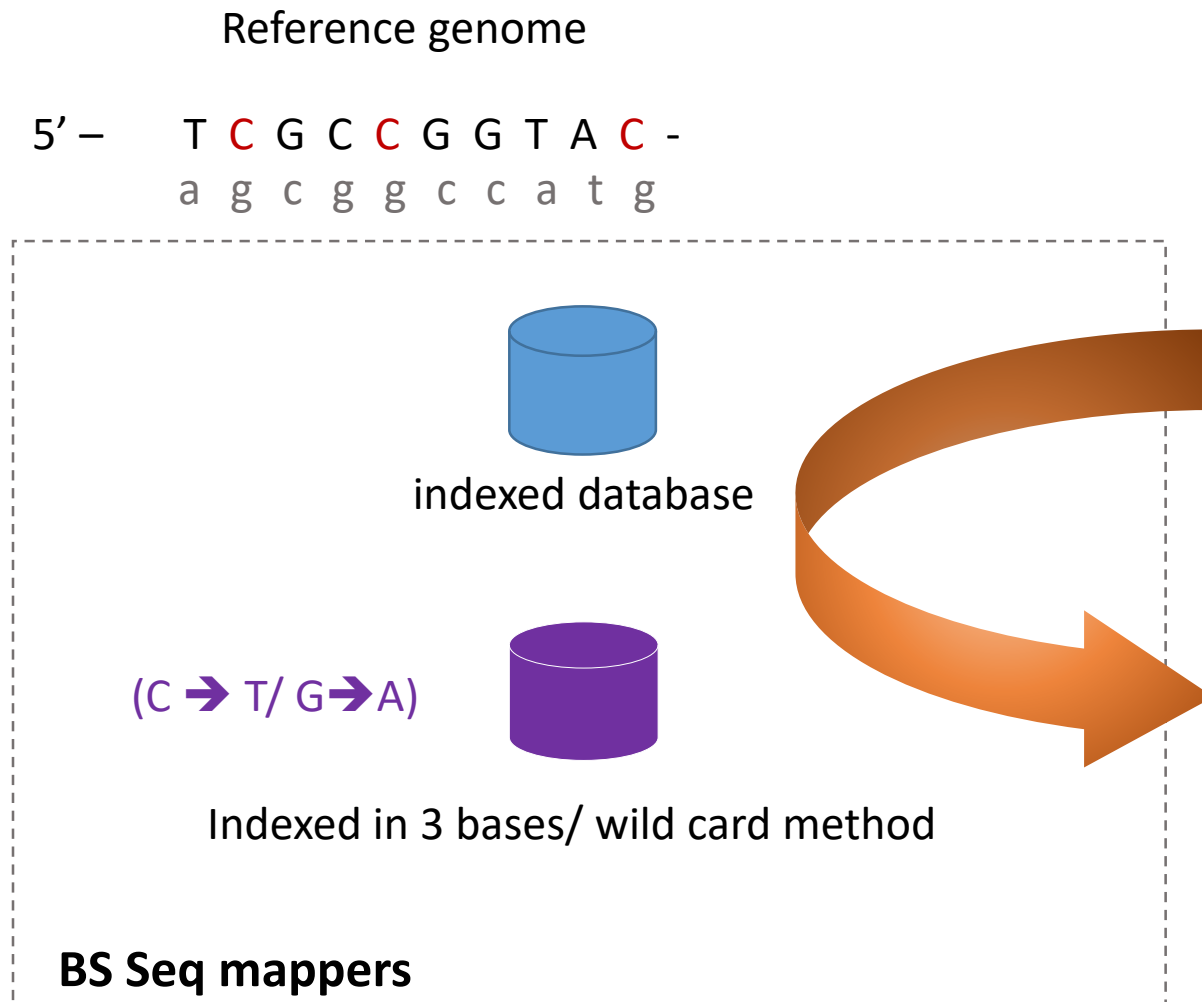 Reference genome
5’ – T C G C C G G T A C -
a g c g g c c a t g
indexed database
(C ➔ T/ G➔A)
Indexed in 3 bases/ wild card method
BS Seq mappers